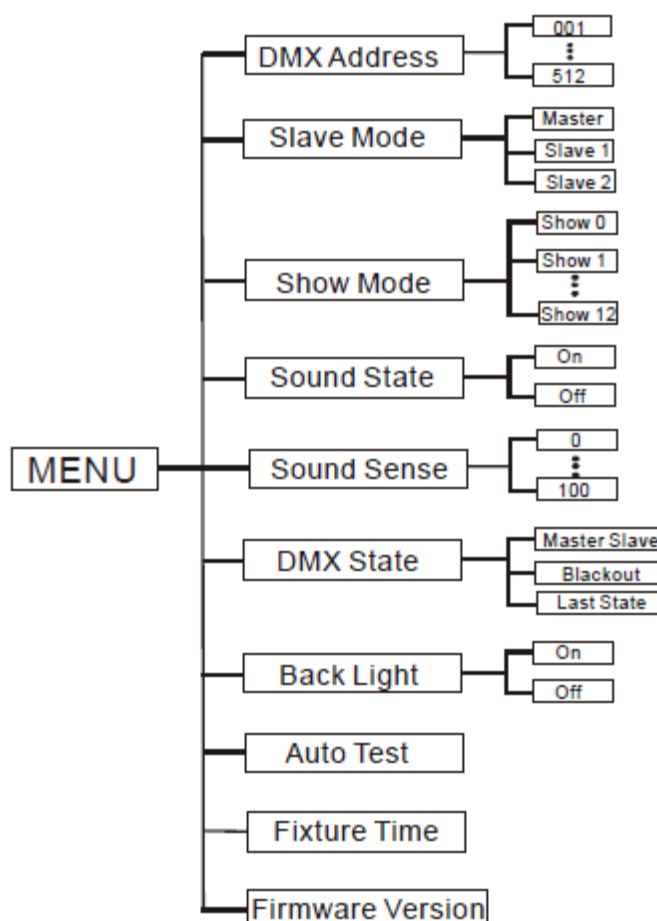 MENU
DMX Address
001
512
Slave Mode
Master
Slave 1
Slave 2
Show Mode
Show 0
Show 1
Show 12
Sound State
On
Off
Sound Sense
0
100
DMX State
Master Slave
Blackout
Last State
Back Light
On
Off
Auto Test
Fixture Time
Firmware Version